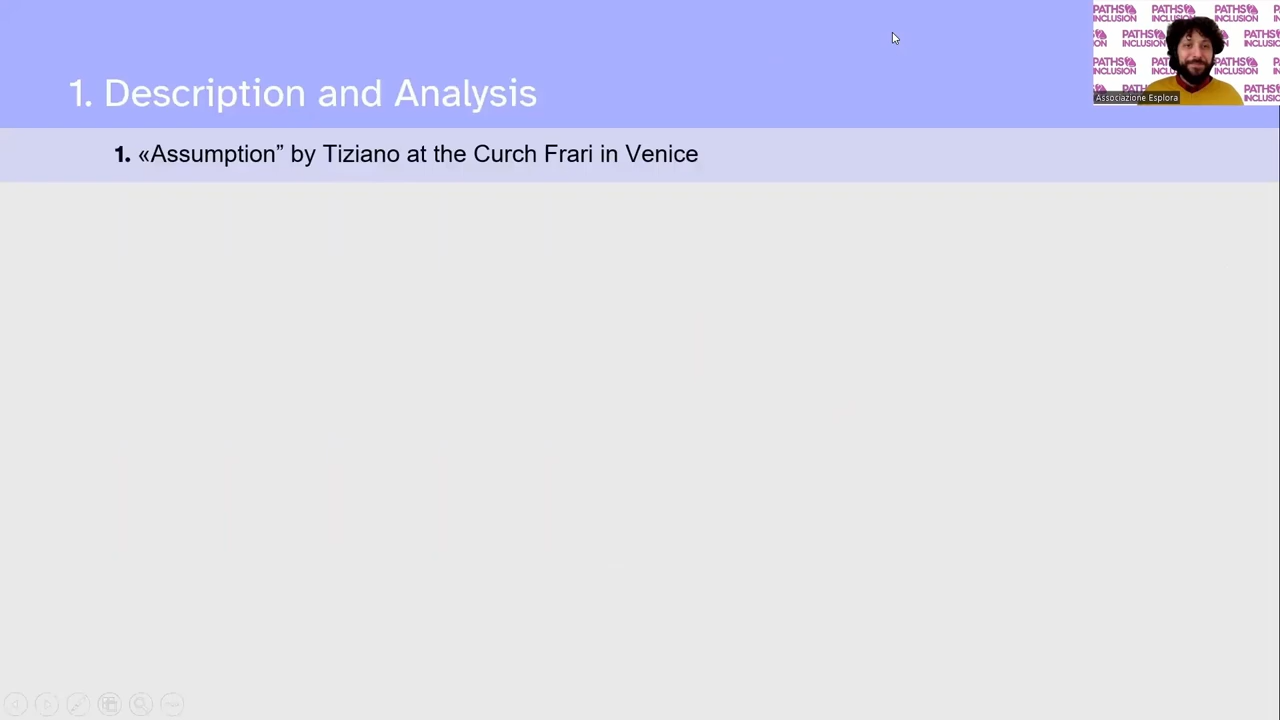 1. Description and Analysis
1. «Assumption” by Tiziano at the Curch Frari in Venice
PATHS INCLUSION
Associazione Esplora